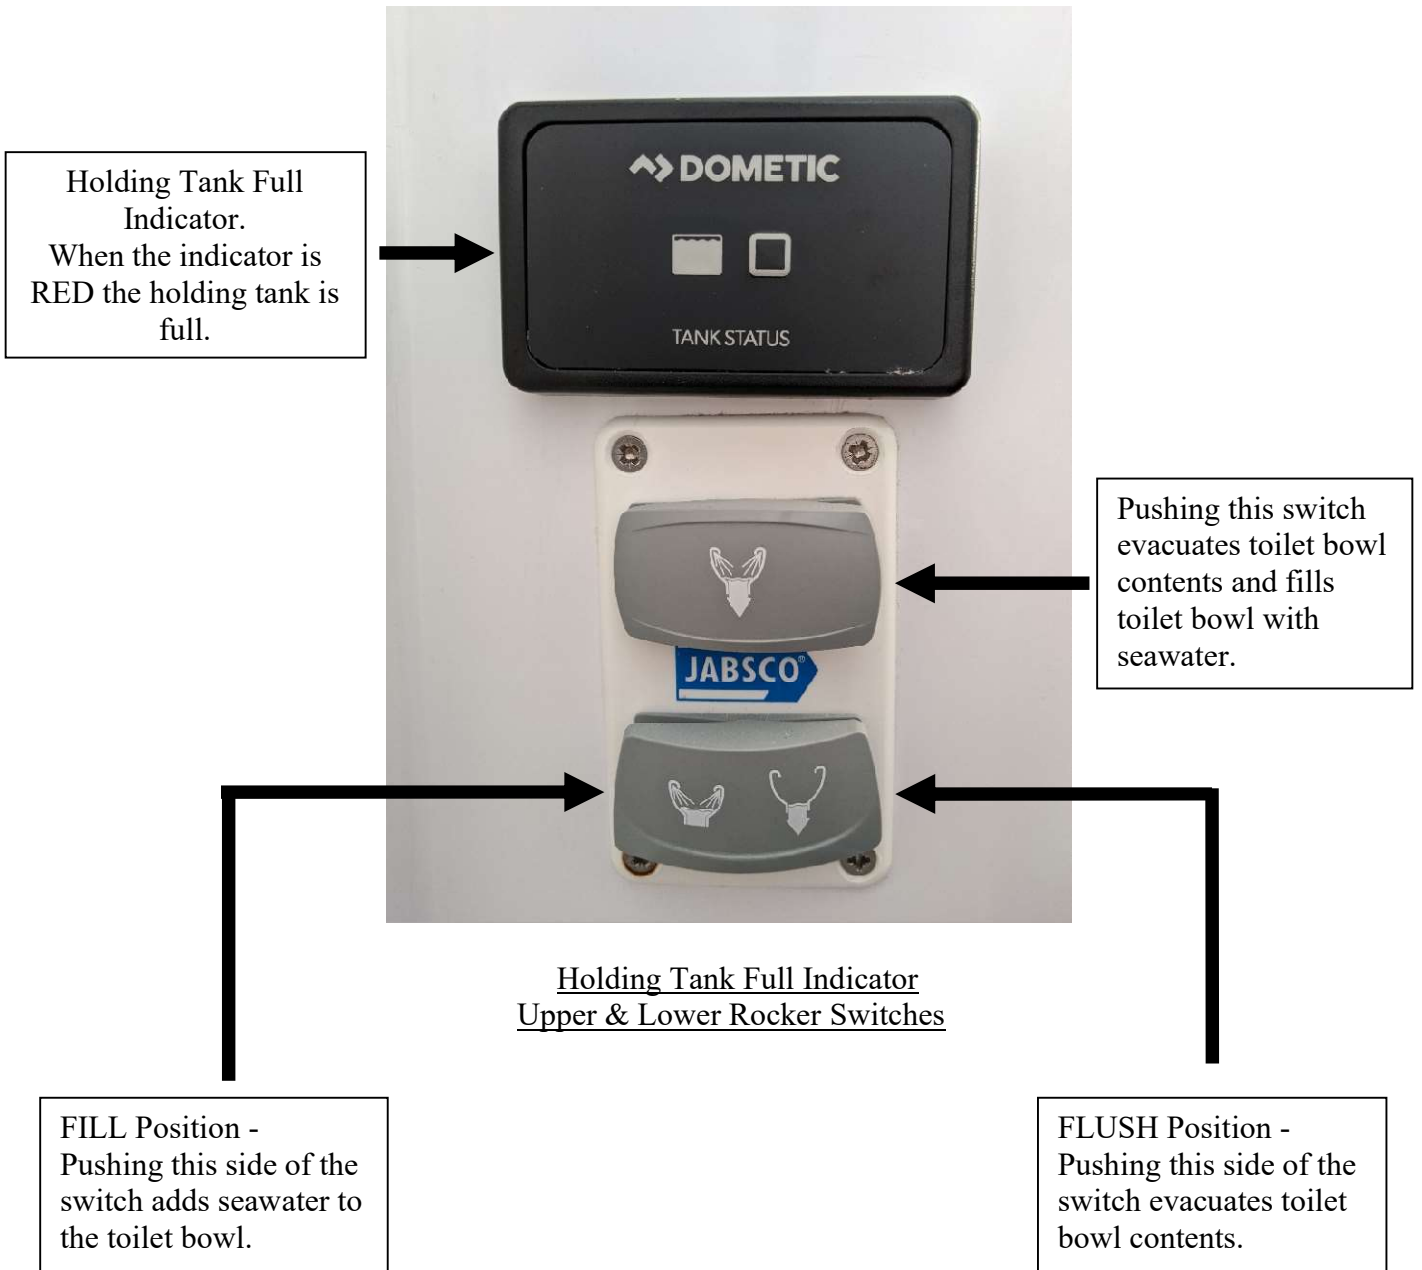 DOMETIC
TANK STATUS
Holding Tank Full
Indicator.
When the indicator is
RED the holding tank is
full.
Pushing this switch
evacuates toilet bowl
contents and fills
toilet bowl with
seawater.
JABSCO®
Holding Tank Full Indicator
Upper & Lower Rocker Switches
FILL Position -
Pushing this side of the
switch adds seawater to
the toilet bowl.
FLUSH Position -
Pushing this side of the
switch evacuates toilet
bowl contents.